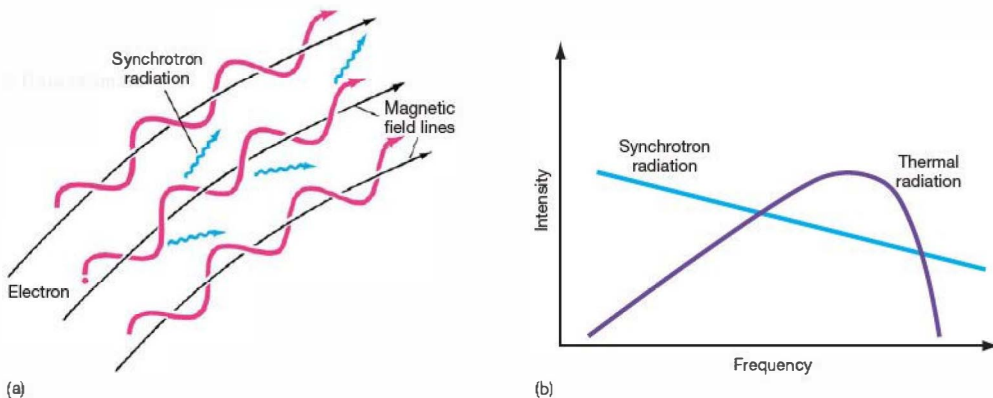 Synchrotron
radiation
Magnetic
field lines
Electron
(a)
Intensity
Synchrotron
radiation
Thermal
radiation
Frequency
(b)